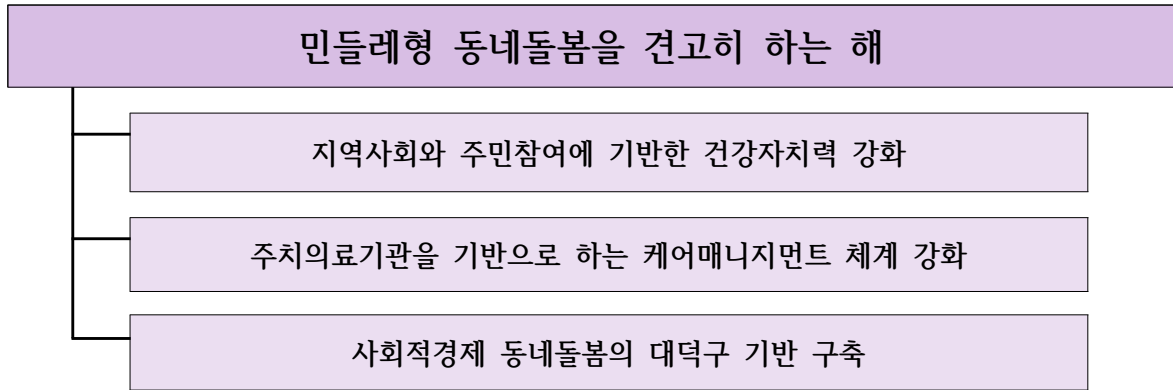 민들레형 동네돌봄을 견고히 하는 해
지역사회와 주민참여에 기반한 건강자치력 강화
주치의료기관을 기반으로 하는 케어매니지먼트 체계 강화
사회적경제 동네돌봄의 대덕구 기반 구축